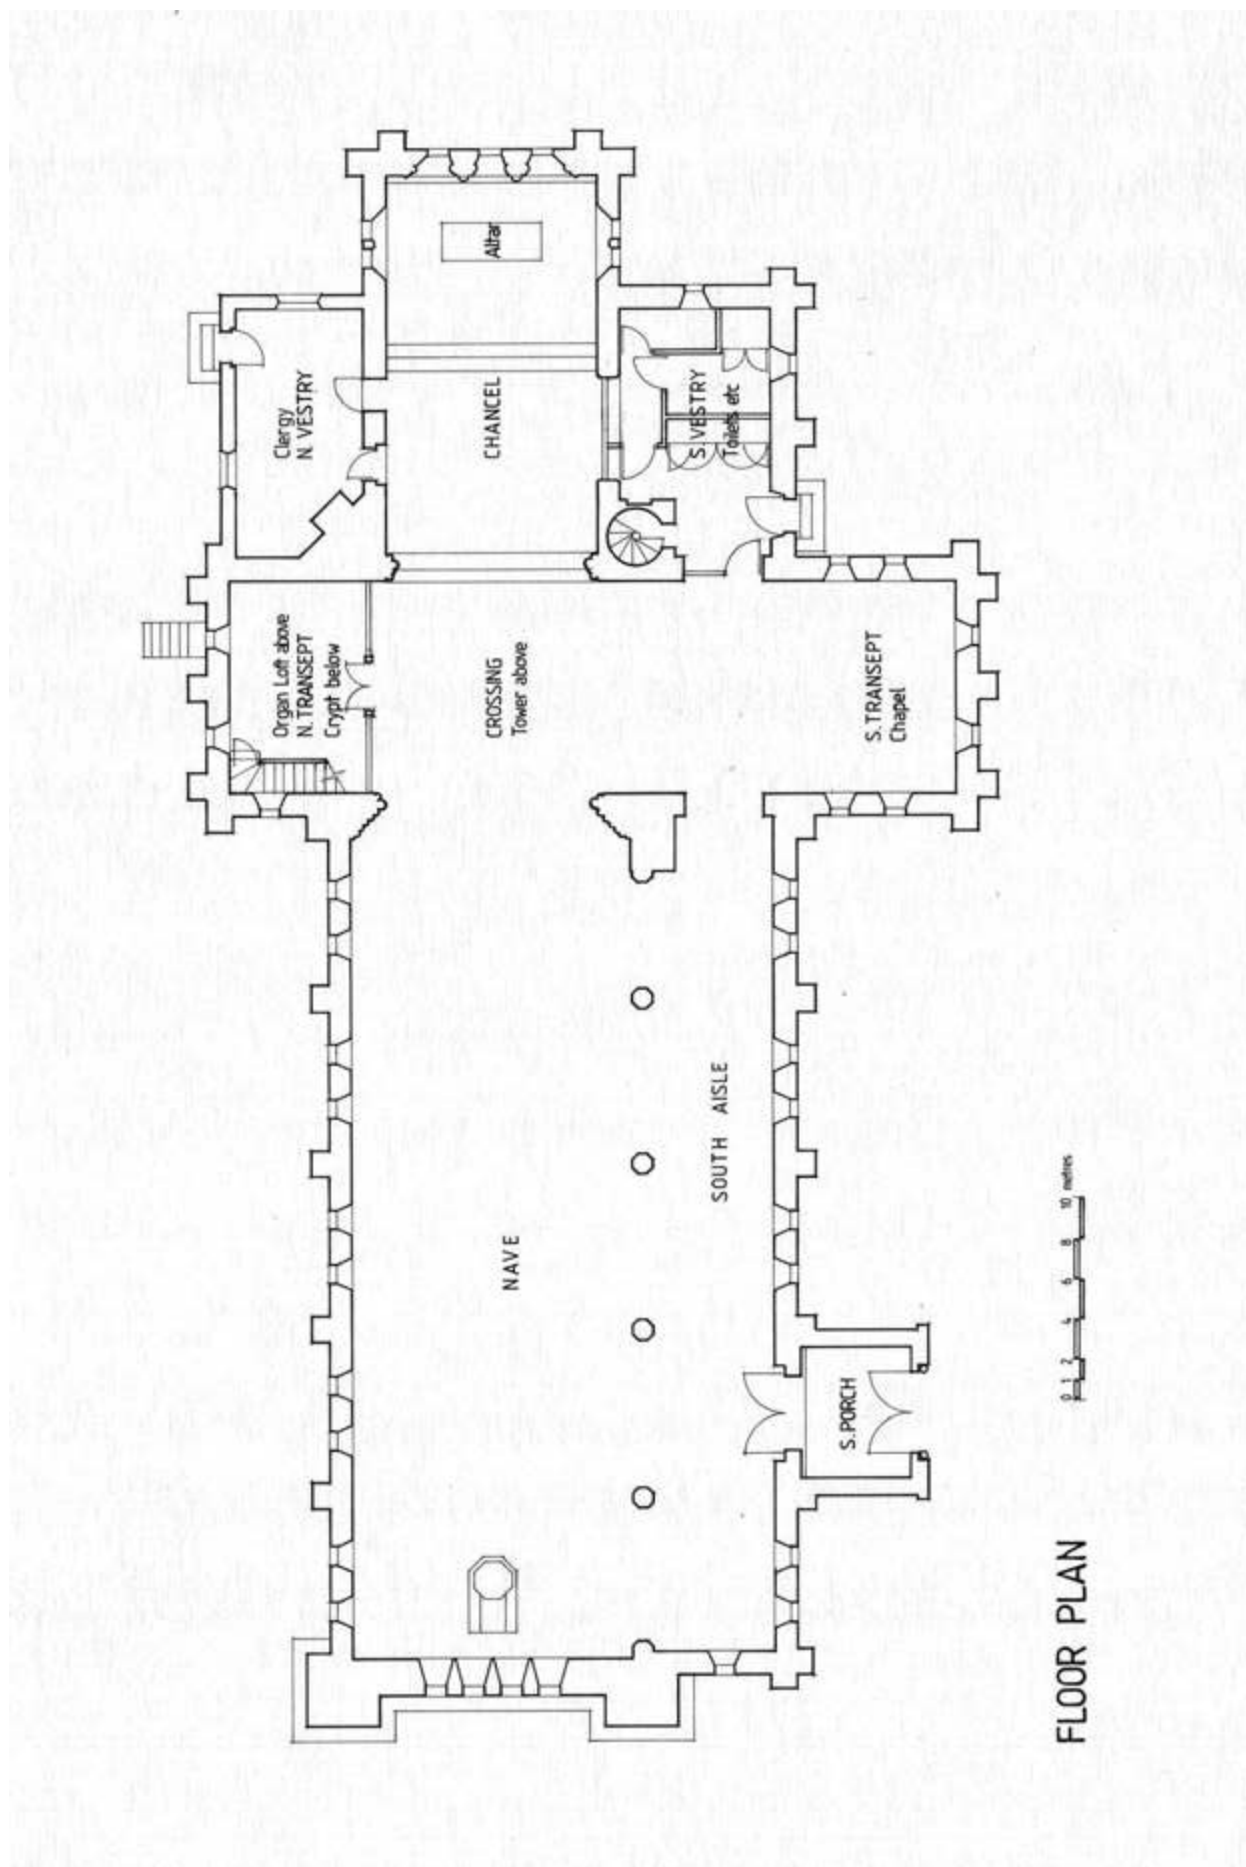 Altar
Clergy
N. VESTRY
CHANCEL
S. VESTRY
Toilets etc
Organ Loft above
N. TRANSEPT
Crypt below
CROSSING
Tower above
S. TRANSEPT
Chapel
NAVE
SOUTH AISLE
S. PORCH
0 1 2 4 6 8 10 metres
FLOOR PLAN